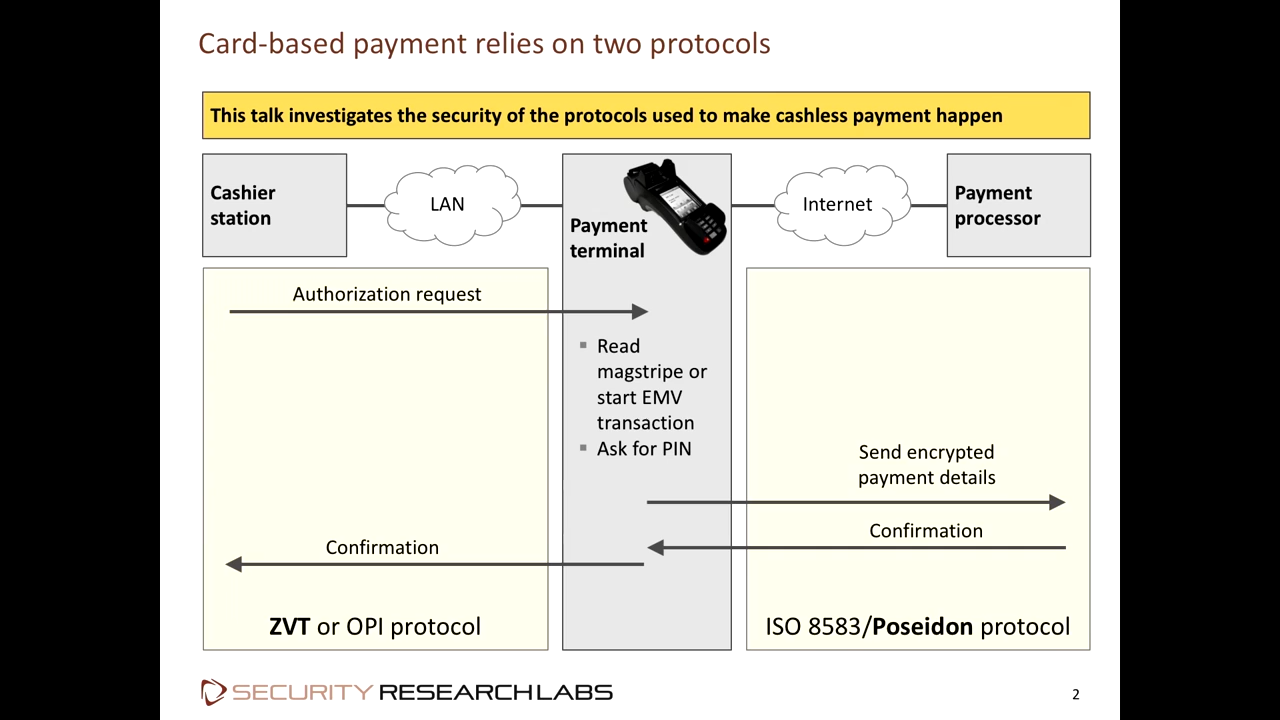 Card-based payment relies on two protocols
This talk investigates the security of the protocols used to make cashless payment happen
Cashier
station
LAN
Payment
terminal
Internet
Payment
processor
Authorization request
▪ Read
magstripe or
start EMV
transaction
▪ Ask for PIN
Send encrypted
payment details
Confirmation
Confirmation
ZVT or OPI protocol
ISO 8583/Poseidon protocol
SECURITY RESEARCH LABS
2